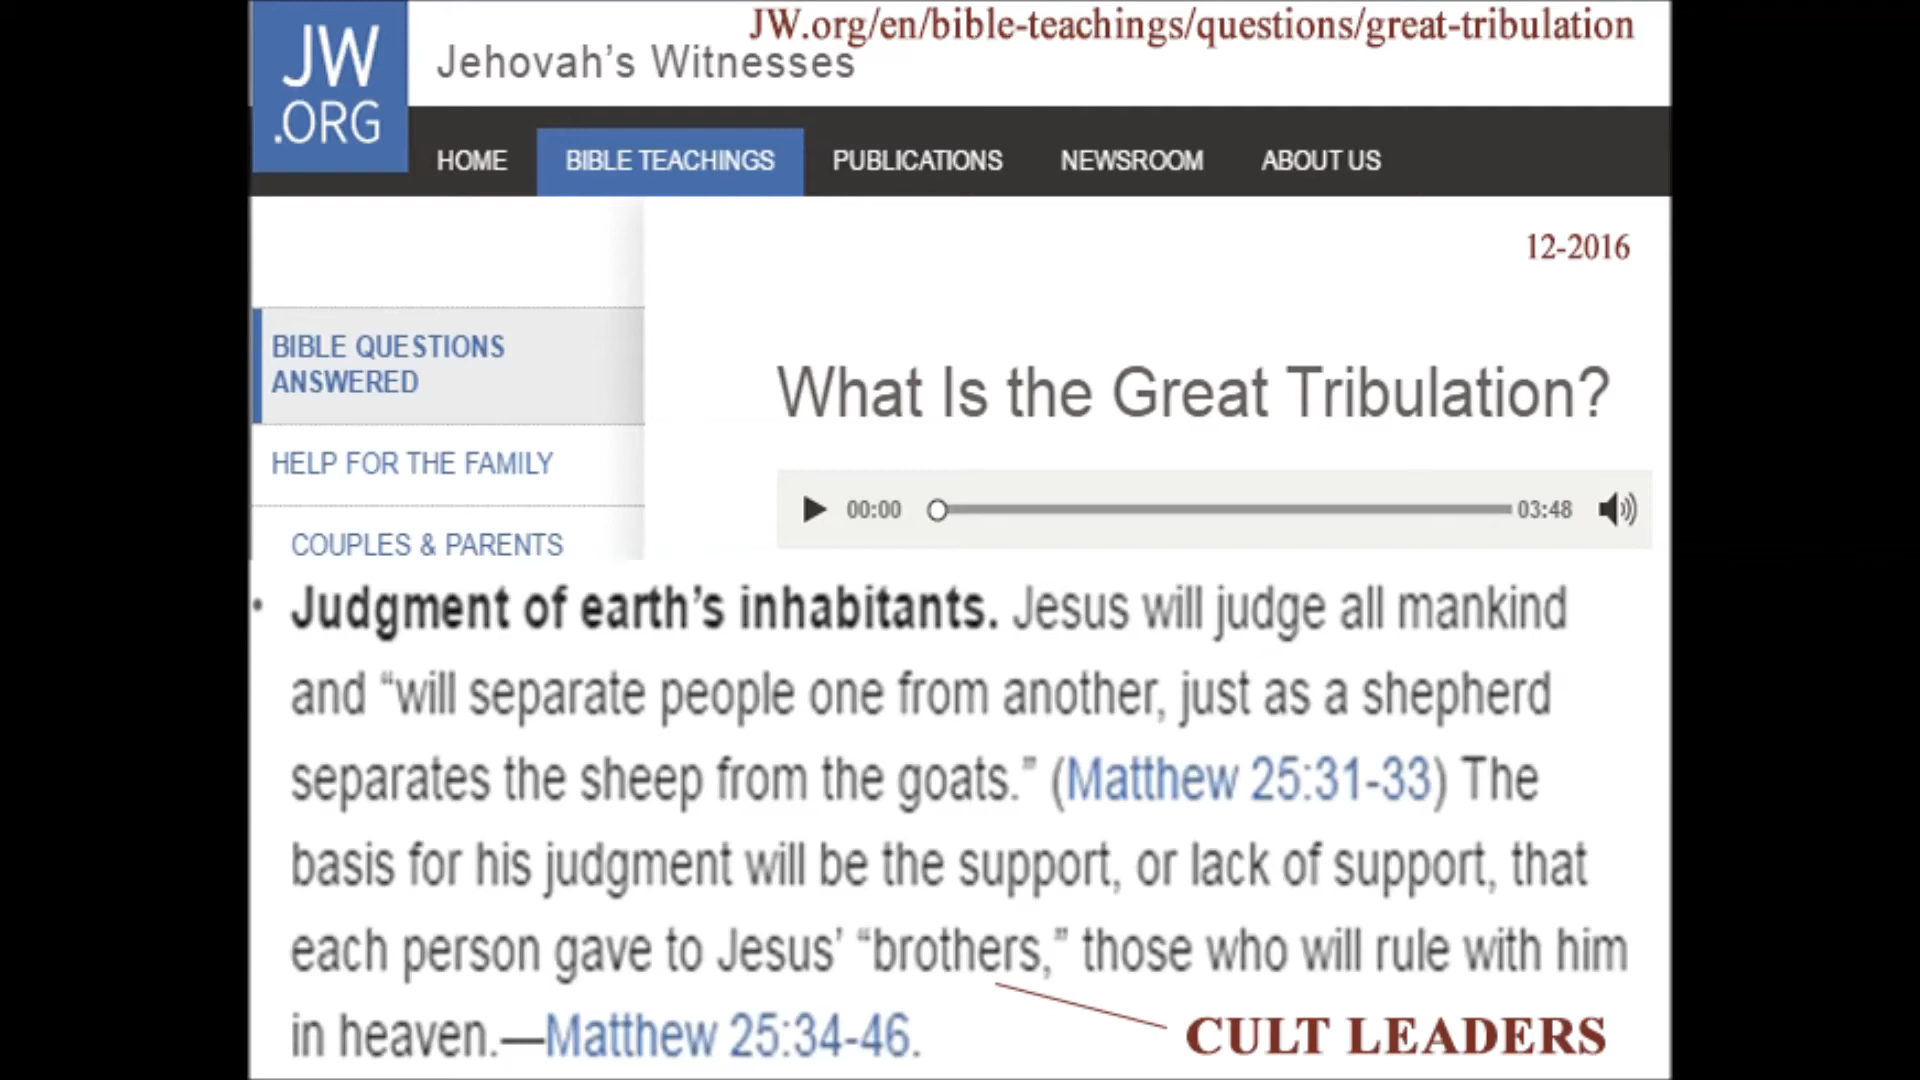 JW.org/en/bible-teachings/questions/great-tribulation
JW
.ORG
Jehovah’s Witnesses
HOME BIBLE TEACHINGS PUBLICATIONS NEWSROOM ABOUT US
12-2016
BIBLE QUESTIONS
ANSWERED
HELP FOR THE FAMILY
COUPLES & PARENTS
What Is the Great Tribulation?
00:00 03:48
• Judgment of earth’s inhabitants. Jesus will judge all mankind
and “will separate people one from another, just as a shepherd
separates the sheep from the goats.” (Matthew 25:31-33) The
basis for his judgment will be the support, or lack of support, that
each person gave to Jesus’ “brothers,” those who will rule with him
in heaven.—Matthew 25:34-46.
CULT LEADERS